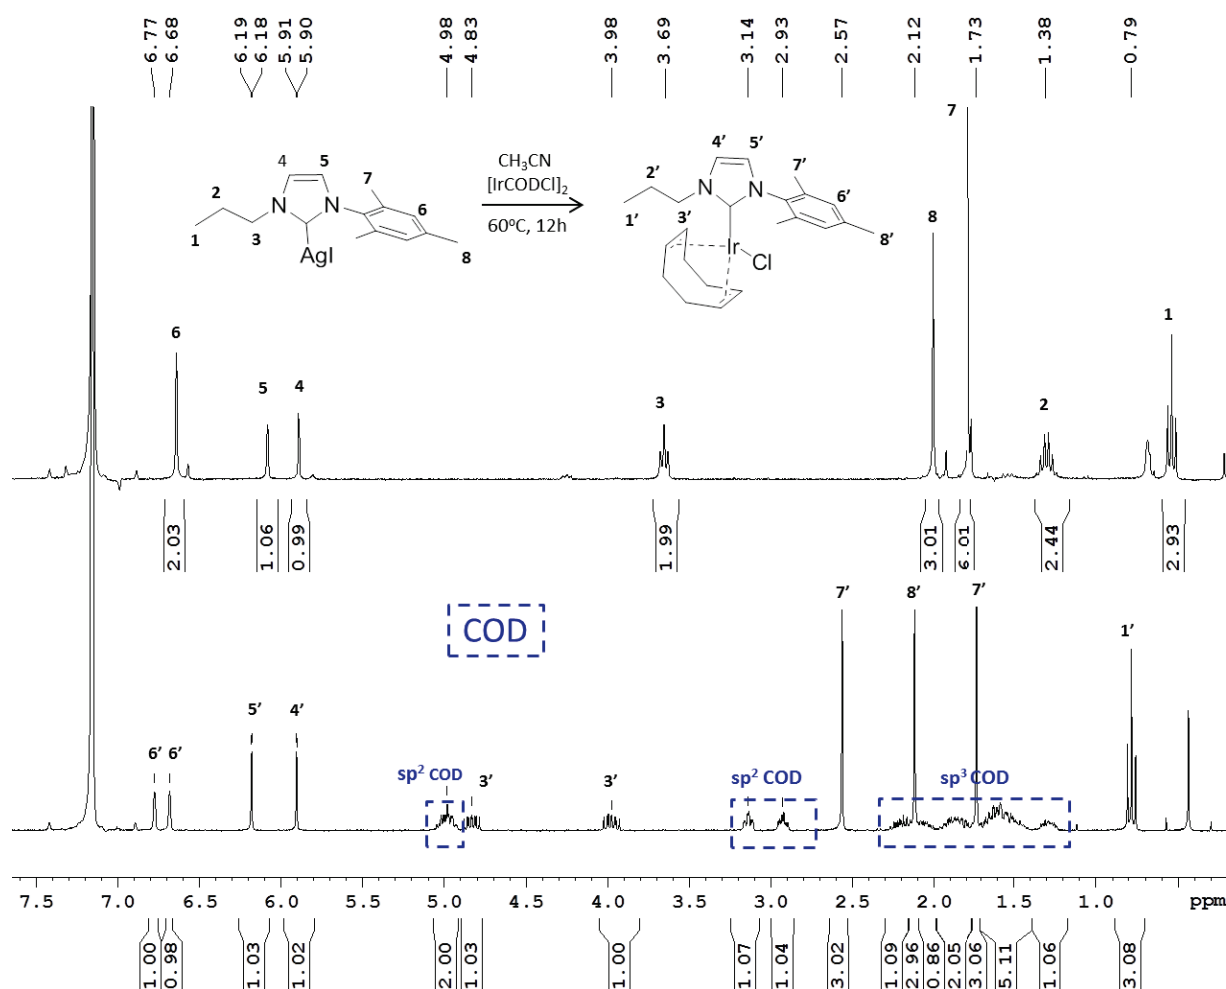 6.77 6.68 6.19 6.18 5.91 5.90 4.98 4.83 3.98 3.69 3.14 2.93 2.57 2.12 1.73 1.38 0.79
7
4 5 7 2 N N 6 1 3 AgI 8
CH₃CN
[IrCODCl]₂
60°C, 12h
4' 5' 7' 2' N N 6' 1' 3' 8' Ir Cl
6 5 4 3 8 2 1
2.03 1.06 0.99 1.99 3.01 6.01 2.44 2.93
COD
6' 6' 5' 4' sp² COD 3' 3' sp² COD 7' 8' 7' sp³ COD 1'
7.5 7.0 6.5 6.0 5.5 5.0 4.5 4.0 3.5 3.0 2.5 2.0 1.5 1.0 ppm
1.00 0.98 1.03 1.02 2.00 1.03 1.00 1.07 1.04 3.02 1.09 2.96 0.86 2.05 3.06 5.11 1.06 3.08